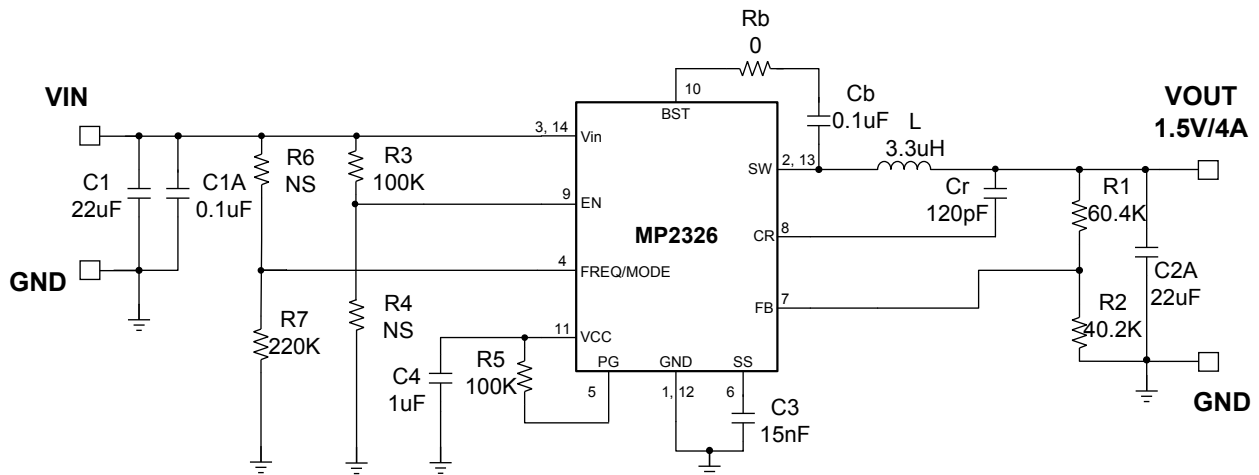 Rb
0
10
BST
VIN
Cb
0.1uF
VOUT
1.5V/4A
3, 14
Vin
L
3.3uH
R6
NS
R3
100K
SW
2, 13
C1
22uF
C1A
0.1uF
Cr
120pF
R1
60.4K
9
EN
MP2326
CR
8
GND
4
FREQ/MODE
C2A
22uF
R4
NS
FB
7
R7
220K
R2
40.2K
11
VCC
R5
100K
PG
GND
SS
C4
1uF
5
1, 12
6
C3
15nF
GND